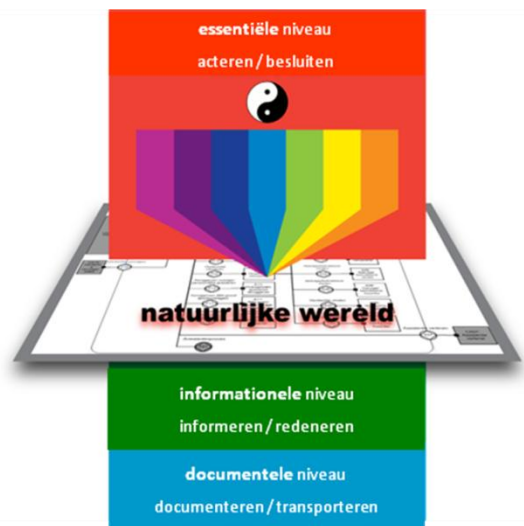 essentiële niveau
acteren / besluiten
natuurlijke wereld
informationele niveau
informeren / redeneren
documentele niveau
documenteren / transporteren